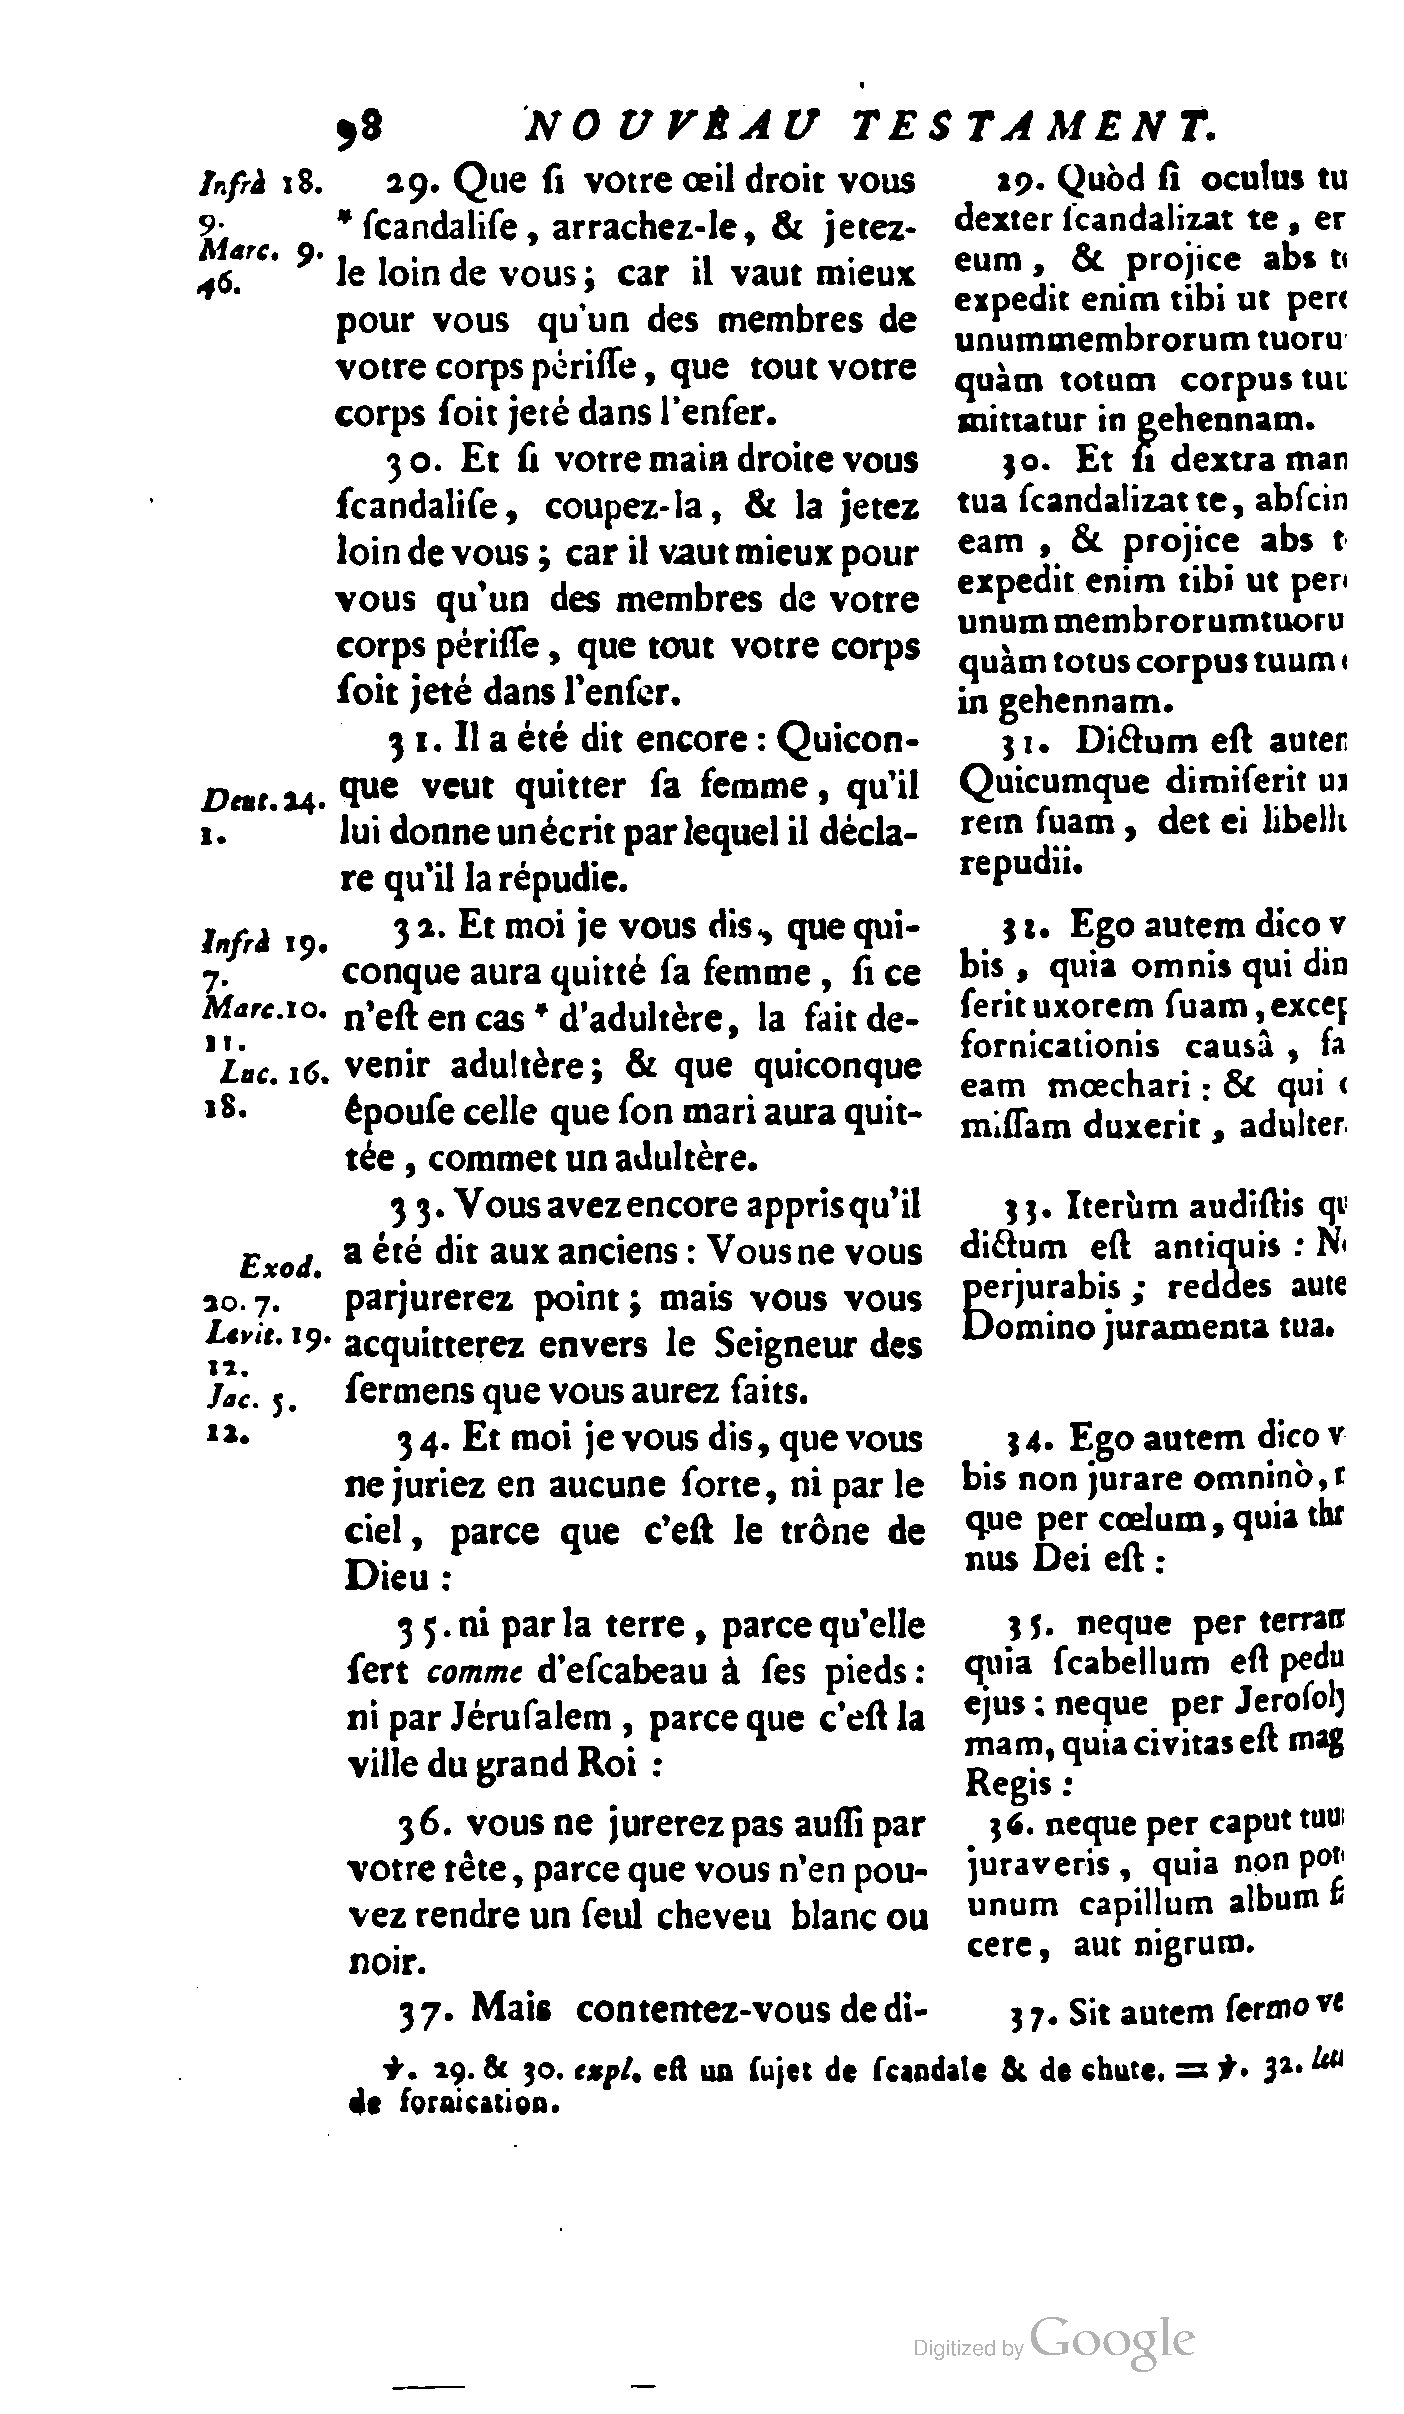 98 NOUVEAU TESTAMENT.
Infrà 18.
9.
Marc. 9.
46.
Deut. 24.
1.
Infrà 19.
7.
Marc. 10.
11.
Luc. 16.
18.
Exod.
20. 7.
Levit. 19.
12.
Jac. 5.
12.
29. Que ſi votre œil droit vous
* ſcandaliſe, arrachez-le, & jetez-
le loin de vous; car il vaut mieux
pour vous qu'un des membres de
votre corps périſſe, que tout votre
corps ſoit jeté dans l'enfer.
30. Et ſi votre main droite vous
ſcandaliſe, coupez-la, & la jetez
loin de vous; car il vaut mieux pour
vous qu'un des membres de votre
corps périſſe, que tout votre corps
ſoit jeté dans l'enfer.
31. Il a été dit encore : Quicon-
que veut quitter ſa femme, qu'il
lui donne un écrit par lequel il décla-
re qu'il la répudie.
32. Et moi je vous dis, que qui-
conque aura quitté ſa femme, ſi ce
n'eſt en cas * d'adultère, la fait de-
venir adultère; & que quiconque
épouſe celle que ſon mari aura quit-
tée, commet un adultère.
33. Vous avez encore appris qu'il
a été dit aux anciens : Vous ne vous
parjurerez point; mais vous vous
acquitterez envers le Seigneur des
ſermens que vous aurez faits.
34. Et moi je vous dis, que vous
ne juriez en aucune ſorte, ni par le
ciel, parce que c'eſt le trône de
Dieu :
35. ni par la terre, parce qu'elle
ſert comme d'eſcabeau à ſes pieds :
ni par Jéruſalem, parce que c'eſt la
ville du grand Roi :
36. vous ne jurerez pas auſſi par
votre tête, parce que vous n'en pou-
vez rendre un ſeul cheveu blanc ou
noir.
37. Mais contentez-vous de di-
29. Quòd ſi oculus tu
dexter ſcandalizat te, er
eum, & projice abs t
expedit enim tibi ut per
unum membrorum tuoru
quàm totum corpus tu
mittatur in gehennam.
30. Et ſi dextra man
tua ſcandalizat te, abſcin
eam, & projice abs t
expedit enim tibi ut per
unum membrorum tuoru
quàm totus corpus tuum
in gehennam.
31. Dictum eſt autem
Quicumque dimiſerit u
rem ſuam, det ei libell
repudii.
32. Ego autem dico v
bis, quia omnis qui dim
ſerit uxorem ſuam, excep
fornicationis causâ, fa
eam mœchari : & qui
miſſam duxerit, adulter
33. Iterùm audiſtis qu
dictum eſt antiquis : N
perjurabis; reddes aute
Domino juramenta tua.
34. Ego autem dico v
bis non jurare omninò, n
que per cœlum, quia thr
nus Dei eſt :
35. neque per terram
quia ſcabellum eſt pedu
ejus : neque per Jeroſoly
mam, quia civitas eſt mag
Regis :
36. neque per caput tuu
juraveris, quia non pot
unum capillum album f
cere, aut nigrum.
37. Sit autem ſermo ve
℣. 29. & 30. expl. eſt un ſujet de ſcandale & de chute. = ℣. 32. lett
de fornication.
Digitized by Google